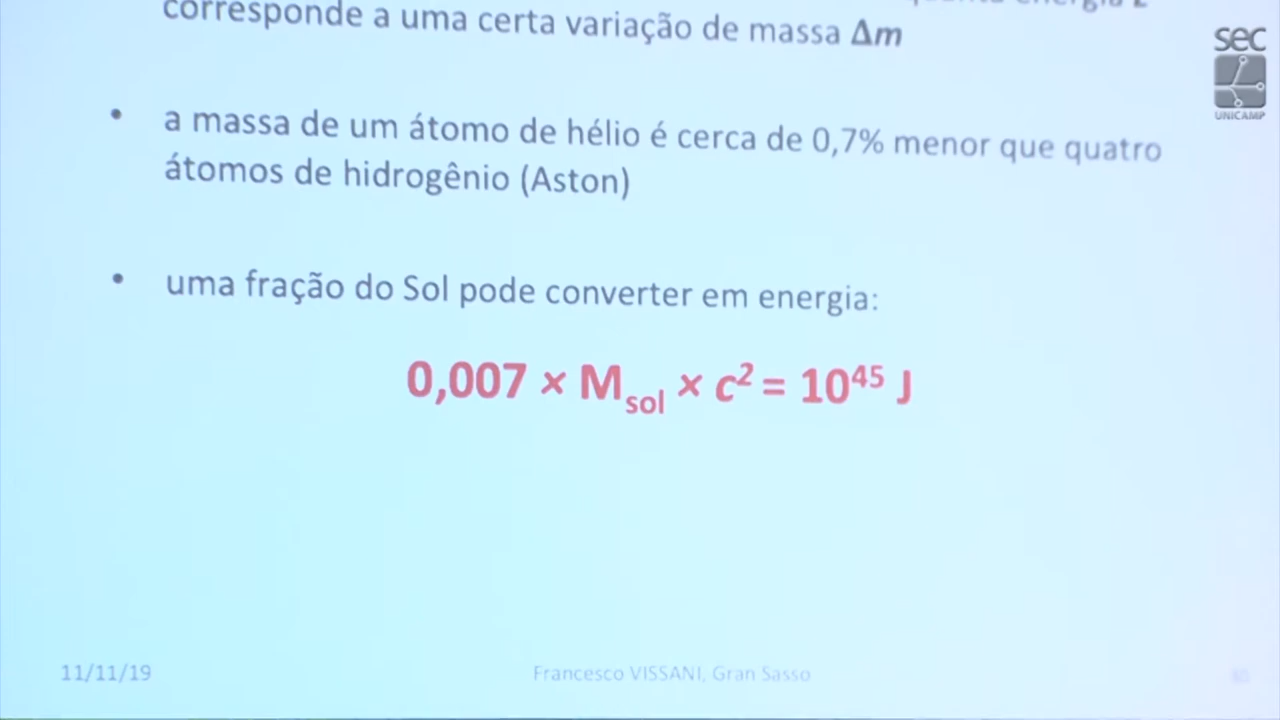 energia
corresponde a uma certa variação de massa Δm
sec
UNICAMP
• a massa de um átomo de hélio é cerca de 0,7% menor que quatro
átomos de hidrogênio (Aston)
• uma fração do Sol pode converter em energia:
0,007 × M_sol × c² = 10⁴⁵ J
11/11/19
Francesco VISSANI, Gran Sasso